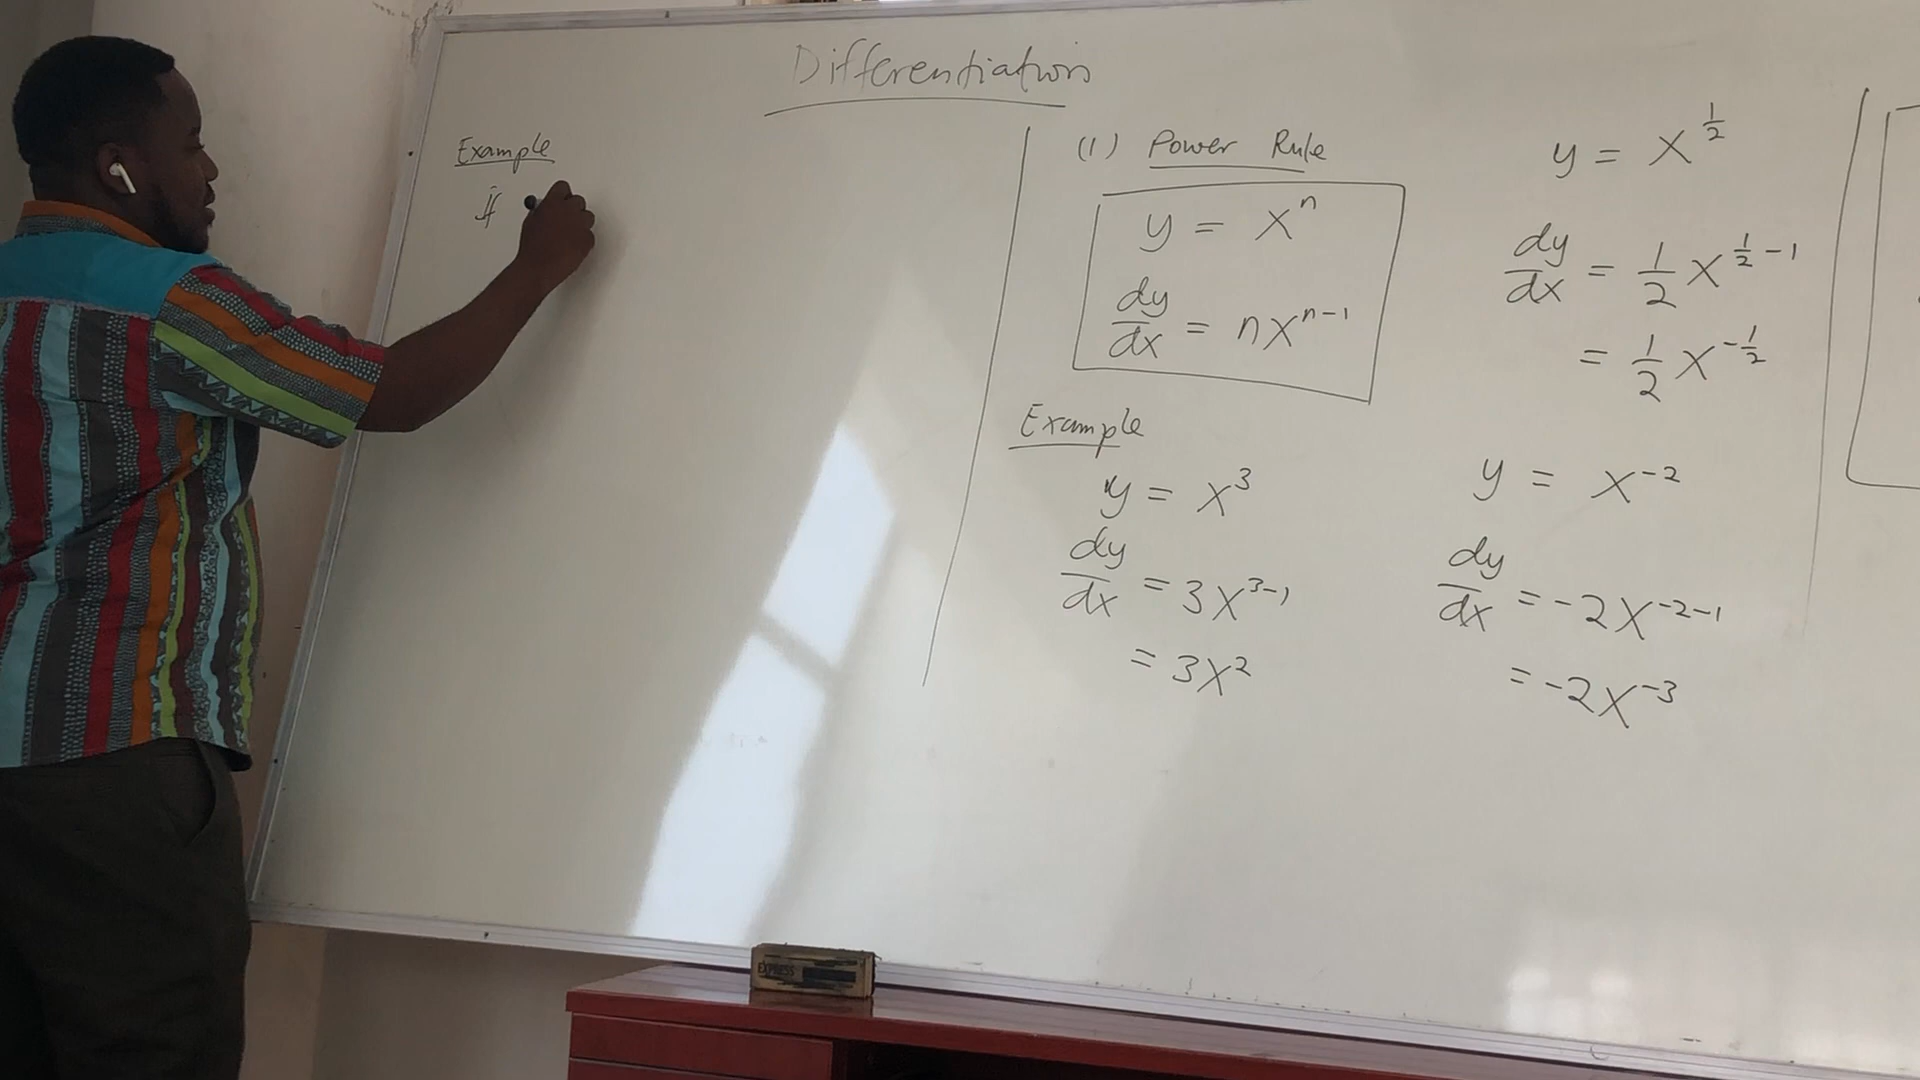 Differentiation
Example
if
(1) Power Rule
y = x^n
dy/dx = nx^{n-1}
Example
y = x^3
dy/dx = 3x^{3-1}
= 3x^2
y = x^{1/2}
dy/dx = 1/2 x^{1/2-1}
= 1/2 x^{-1/2}
y = x^{-2}
dy/dx = -2x^{-2-1}
= -2x^{-3}
EXPRESS